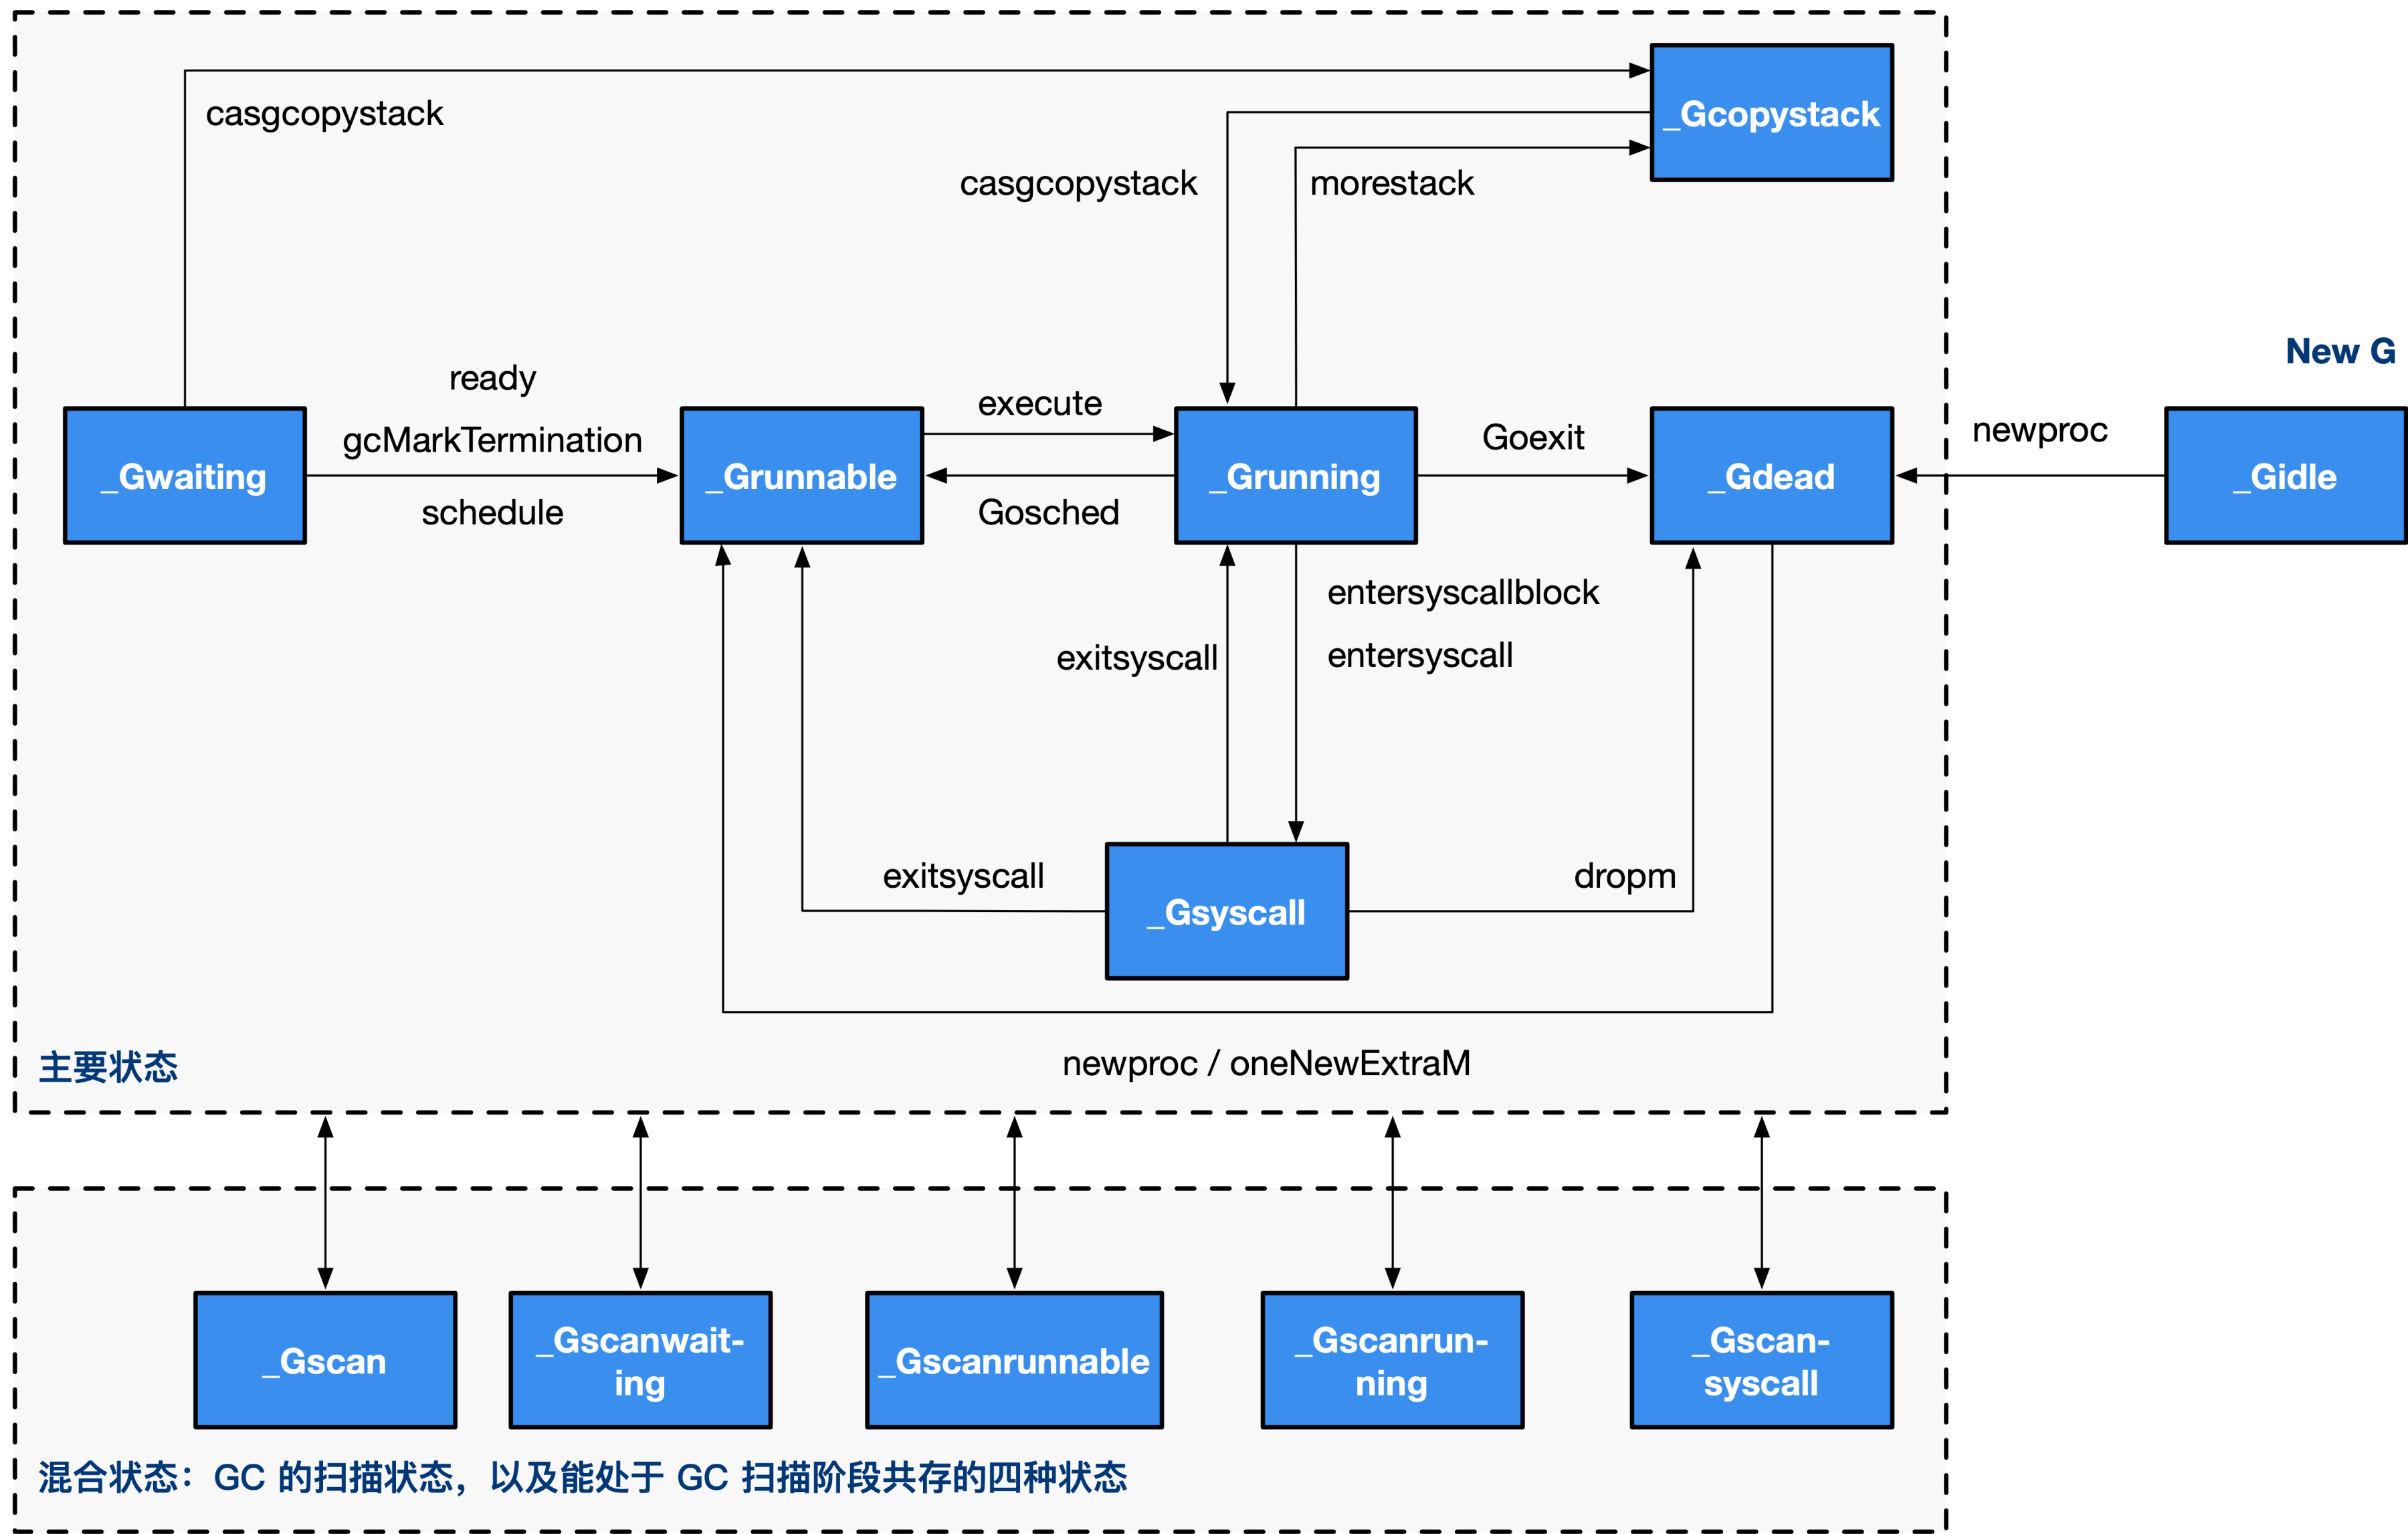 casgcopystack
_Gcopystack
casgcopystack
morestack
New G
ready
execute
gcMarkTermination
Goexit
newproc
_Gwaiting
_Grunnable
_Grunning
_Gdead
_Gidle
schedule
Gosched
entersyscallblock
exitsyscall
entersyscall
exitsyscall
dropm
_Gsyscall
主要状态
newproc / oneNewExtraM
_Gscan
_Gscanwait-
ing
_Gscanrunnable
_Gscanrun-
ning
_Gscan-
syscall
混合状态：GC 的扫描状态，以及能处于 GC 扫描阶段共存的四种状态